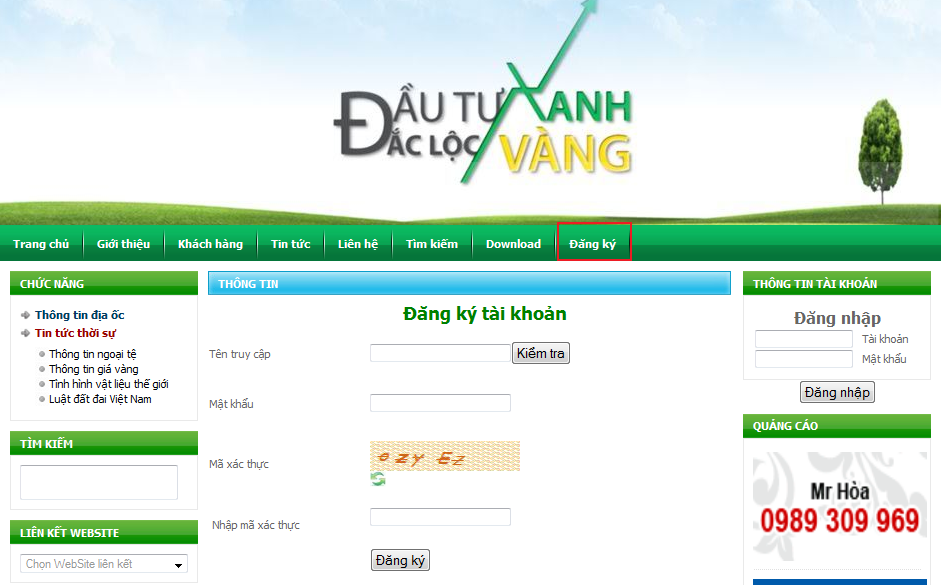 ĐẦU TƯ XANH
ĐẮC LỘC VÀNG
Trang chủ
Giới thiệu
Khách hàng
Tin tức
Liên hệ
Tìm kiếm
Download
Đăng ký
CHỨC NĂNG
Thông tin địa ốc
Tin tức thời sự
Thông tin ngoại tệ
Thông tin giá vàng
Tình hình vật liệu thế giới
Luật đất đai Việt Nam
TÌM KIẾM
LIÊN KẾT WEBSITE
Chọn WebSite liên kết
THÔNG TIN
Đăng ký tài khoản
Tên truy cập
Kiểm tra
Mật khẩu
Mã xác thực
ezy Ez
Nhập mã xác thực
Đăng ký
THÔNG TIN TÀI KHOẢN
Đăng nhập
Tài khoản
Mật khẩu
Đăng nhập
QUẢNG CÁO
Mr Hòa
0989 309 969